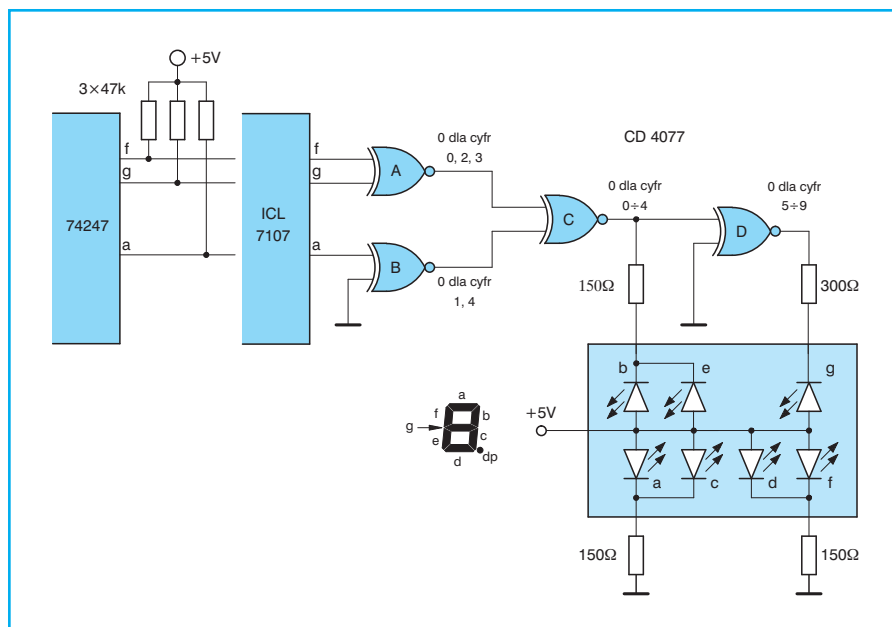 +5V
3×47k
74247
f
g
a
ICL
7107
f
g
a
A
B
0 dla cyfr
0, 2, 3
0 dla cyfr
1, 4
C
CD 4077
0 dla cyfr
0÷4
D
0 dla cyfr
5÷9
150Ω
300Ω
b
e
g
+5V
a
c
d
f
150Ω
150Ω
a
f
b
g
e
c
d
dp